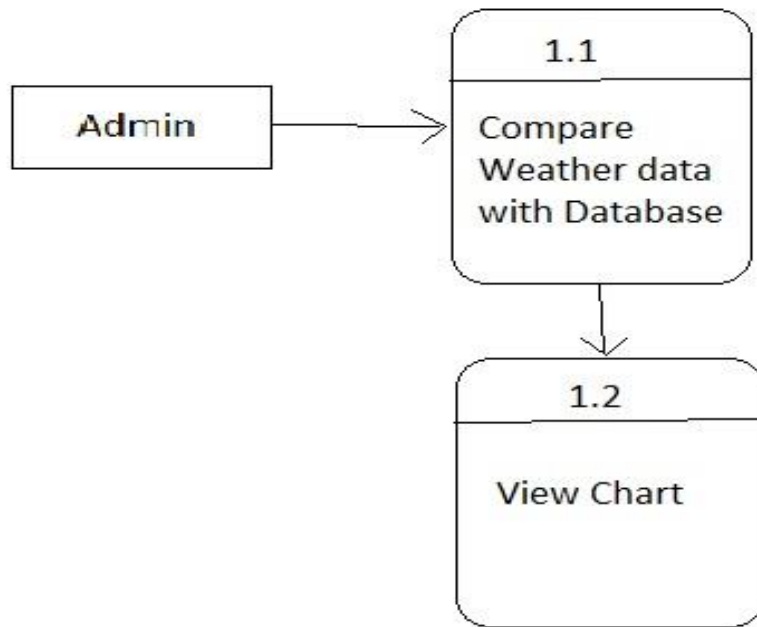 Admin
1.1
Compare
Weather data
with Database
1.2
View Chart